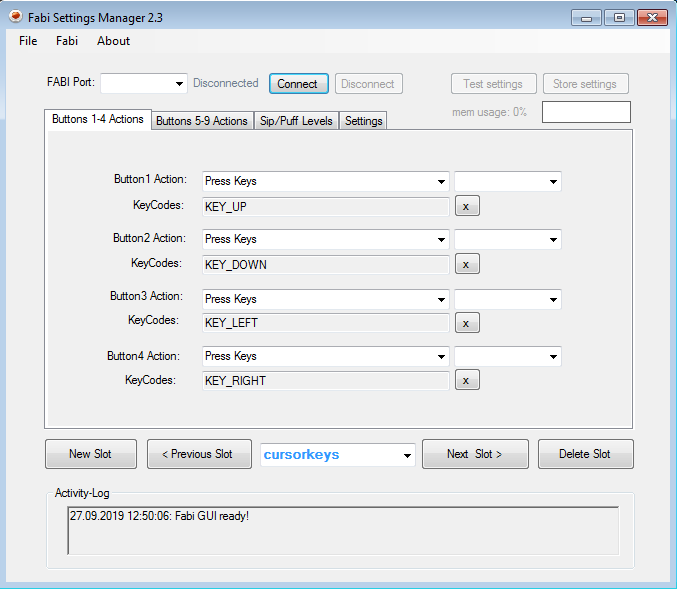 Fabi Settings Manager 2.3
File Fabi About
FABI Port: Disconnected Connect Disconnect Test settings Store settings
mem usage: 0%
Buttons 1-4 Actions Buttons 5-9 Actions Sip/Puff Levels Settings
Button1 Action: Press Keys
KeyCodes: KEY_UP x
Button2 Action: Press Keys
KeyCodes: KEY_DOWN x
Button3 Action: Press Keys
KeyCodes: KEY_LEFT x
Button4 Action: Press Keys
KeyCodes: KEY_RIGHT x
New Slot < Previous Slot cursorkeys Next Slot > Delete Slot
Activity-Log
27.09.2019 12:50:06: Fabi GUI ready!